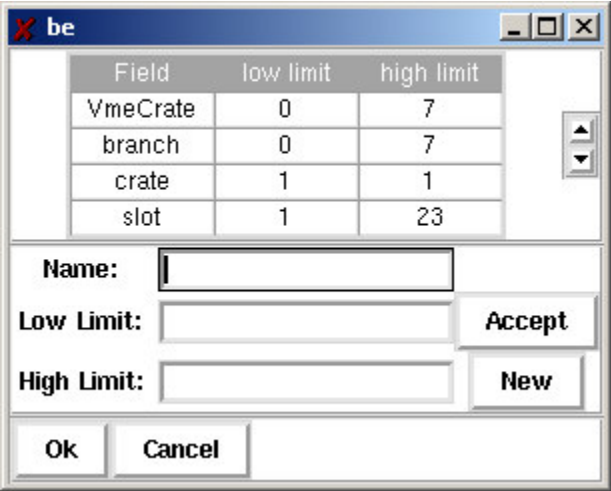 be
Field low limit high limit
VmeCrate 0 7
branch 0 7
crate 1 1
slot 1 23
Name:
Low Limit: Accept
High Limit: New
Ok Cancel